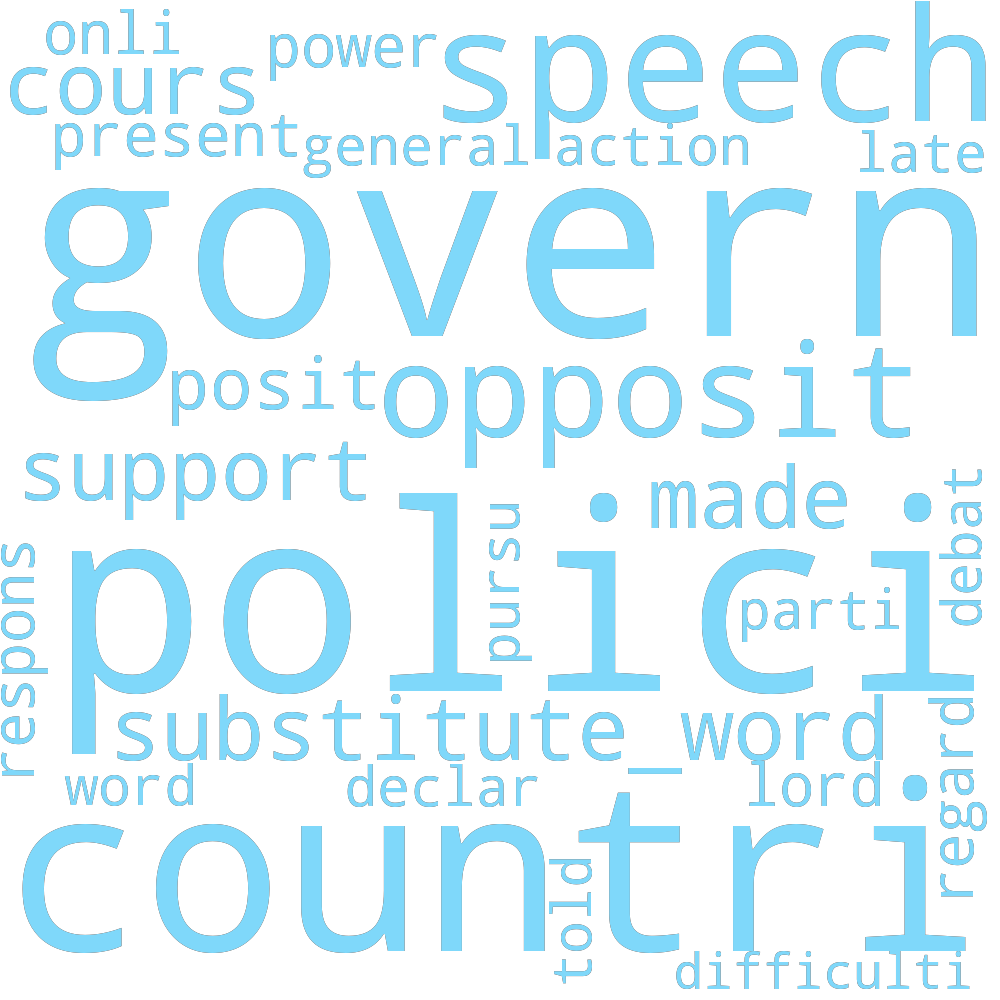 onli
power
speech
cours
present
general
action
late
govern
posit
opposit
support
made
debat
respons
pursu
polici
parti
substitute_word
regard
word
declar
lord
countri
told
difficulti